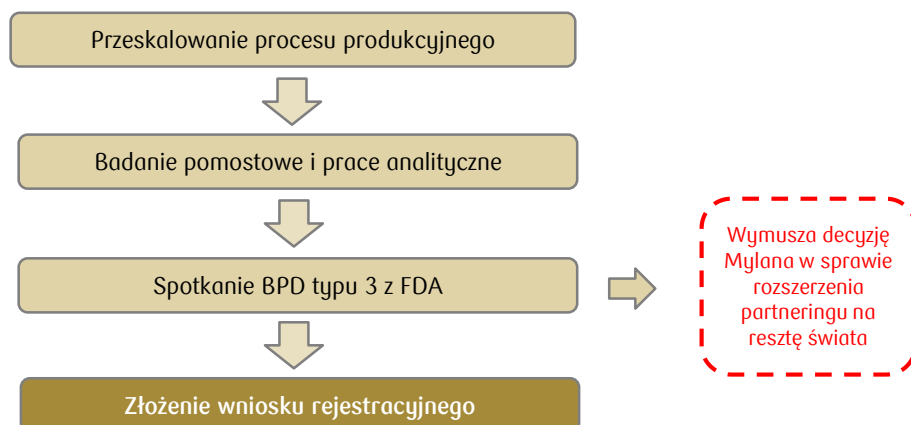 Przeskalowanie procesu produkcyjnego
Badanie pomostowe i prace analityczne
Spotkanie BPD typu 3 z FDA
Wymusza decyzję
Mylana w sprawie
rozszerzenia
partneringu na
resztę świata
Złożenie wniosku rejestracyjnego